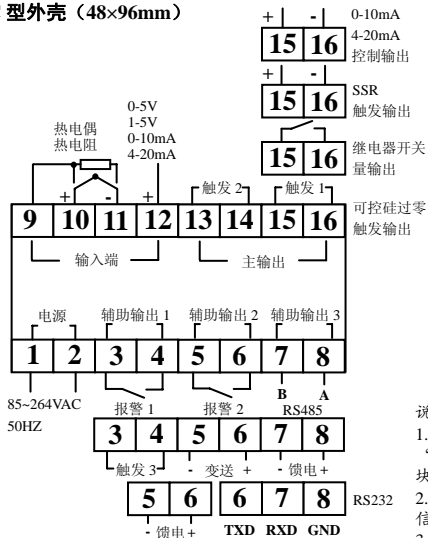 型外壳（48×96mm）
+ -
15 16
0-10mA
4-20mA
控制输出
+ -
15 16
SSR
触发输出
15 16
继电器开关
量输出
热电偶
热电阻
0-5V
1-5V
0-10mA
4-20mA
+ - +
触发 2 触发 1
9 10 11 12 13 14 15 16
可控硅过零
触发输出
输入端 主输出
电源 辅助输出 1 辅助输出 2 辅助输出 3
1 2 3 4 5 6 7 8
B A
85~264VAC
50HZ
报警 1 报警 2 RS485
3 4 5 6 7 8
触发 3 - 变送 + - 馈电 +
5 6 6 7 8 RS232
- 馈电 + TXD RXD GND
1.
块
2.
信